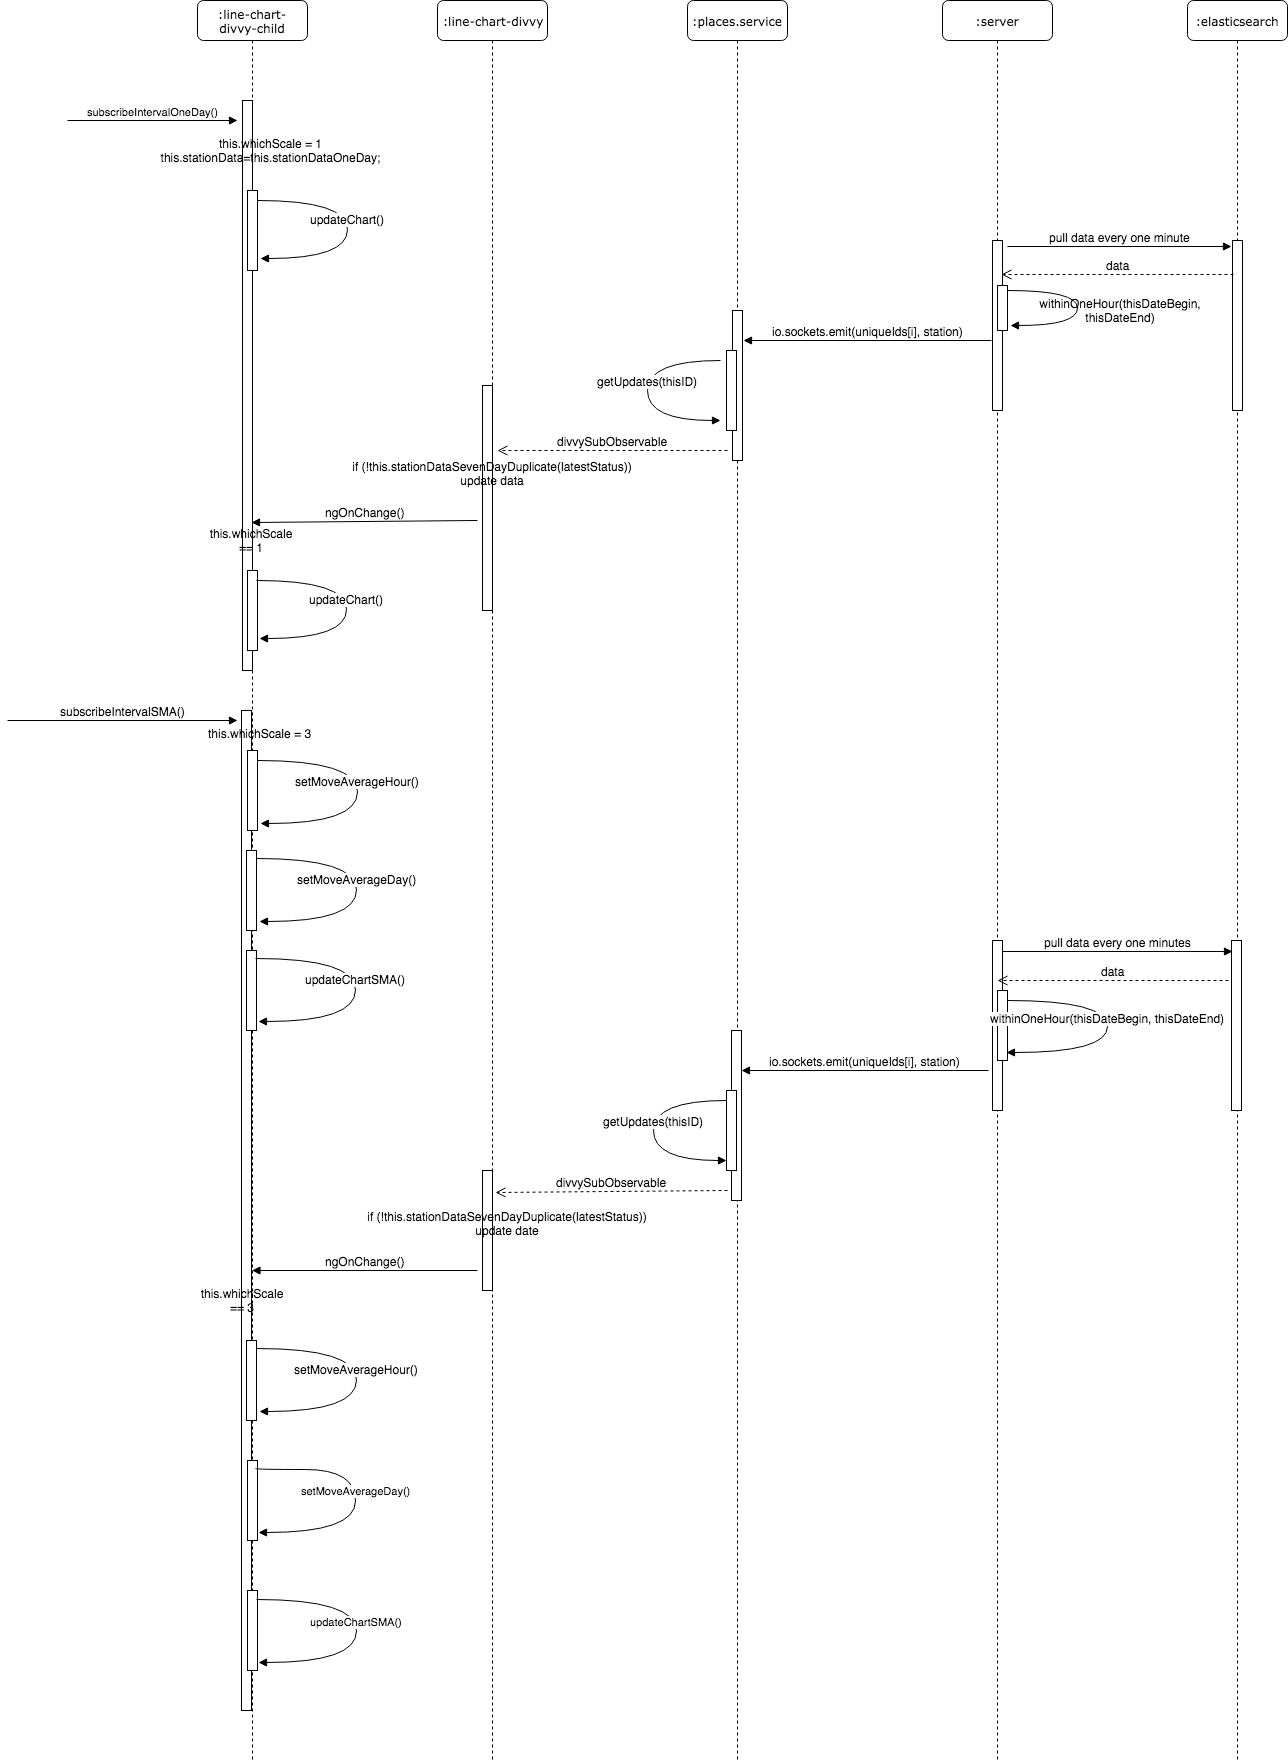 :line-chart-
divvy-child
:line-chart-divvy
:places.service
:server
:elasticsearch
subscribeIntervalOneDay()
this.whichScale = 1
this.stationData=this.stationDataOneDay;
updateChart()
pull data every one minute
data
withinOneHour(thisDateBegin,
thisDateEnd)
io.sockets.emit(uniqueIds[i], station)
getUpdates(thisID)
divvySubObservable
if (!this.stationDataSevenDayDuplicate(latestStatus))
update data
ngOnChange()
this.whichScale
== 1
updateChart()
subscribeIntervalSMA()
this.whichScale = 3
setMoveAverageHour()
setMoveAverageDay()
updateChartSMA()
pull data every one minutes
data
withinOneHour(thisDateBegin, thisDateEnd)
io.sockets.emit(uniqueIds[i], station)
getUpdates(thisID)
divvySubObservable
if (!this.stationDataSevenDayDuplicate(latestStatus))
update date
ngOnChange()
this.whichScale
== 3
setMoveAverageHour()
setMoveAverageDay()
updateChartSMA()